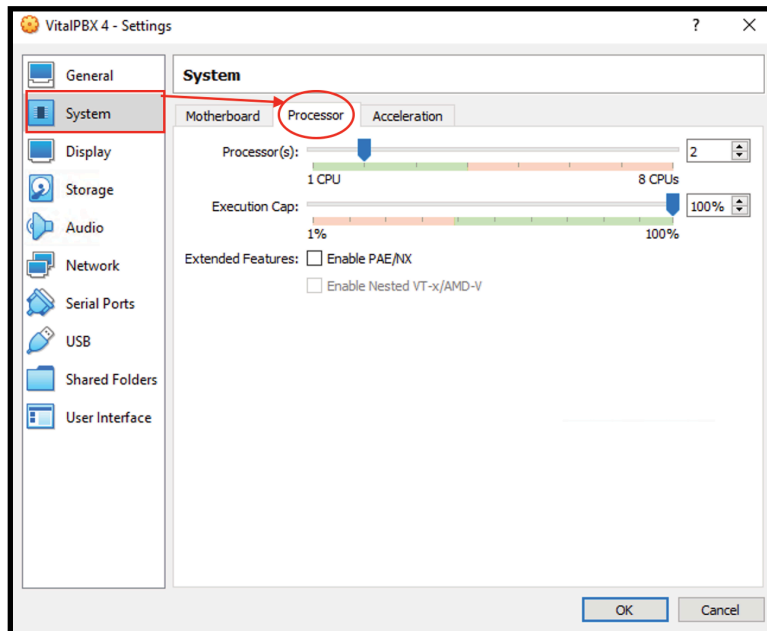 VitalPBX 4 - Settings
? ×
General
System
Display
Storage
Audio
Network
Serial Ports
USB
Shared Folders
User Interface
System
Motherboard Processor Acceleration
Processor(s): 2
1 CPU 8 CPUs
Execution Cap: 100%
1% 100%
Extended Features: Enable PAE/NX
Enable Nested VT-x/AMD-V
OK Cancel